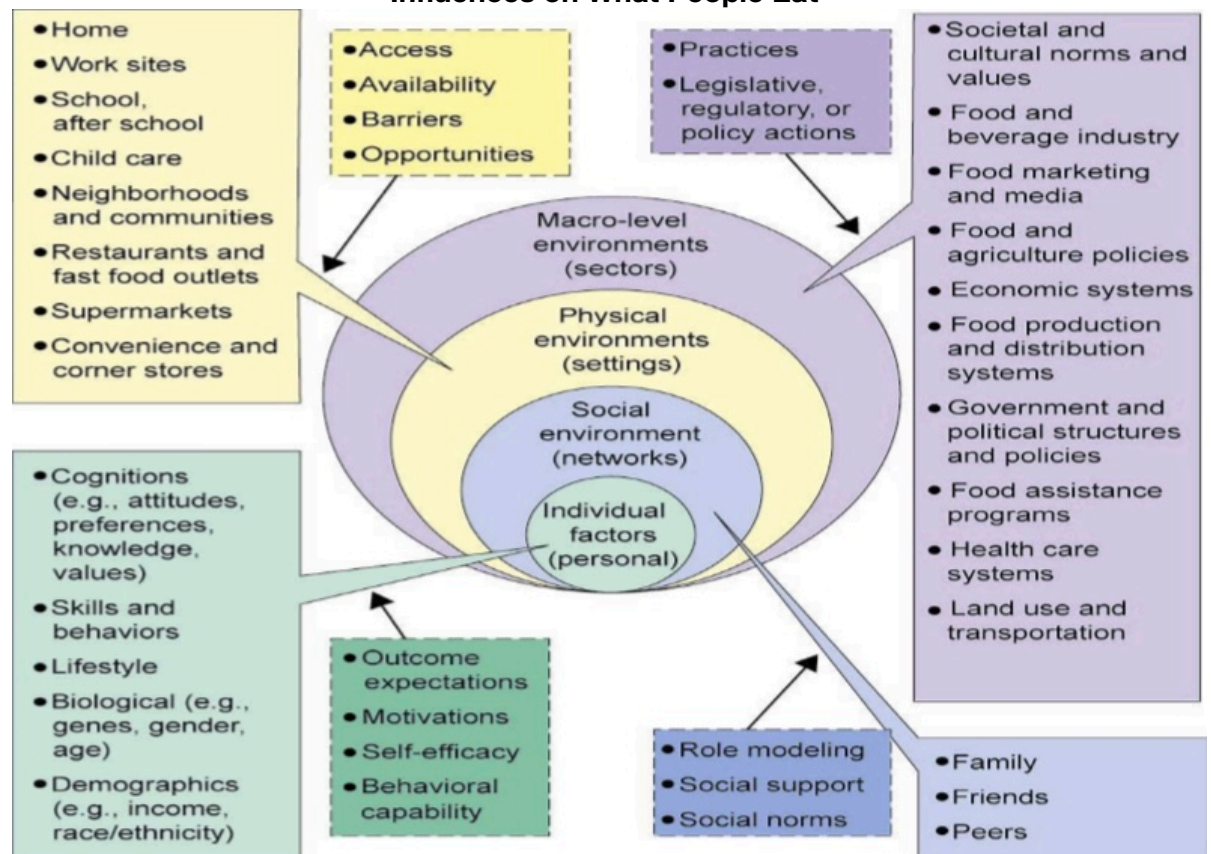 Influences on What People Eat
• Home
• Work sites
• School,
after school
• Child care
• Neighborhoods
and communities
• Restaurants and
fast food outlets
• Supermarkets
• Convenience and
corner stores
• Access
• Availability
• Barriers
• Opportunities
• Practices
• Legislative,
regulatory, or
policy actions
• Societal and
cultural norms and
values
• Food and
beverage industry
• Food marketing
and media
• Food and
agriculture policies
• Economic systems
• Food production
and distribution
systems
• Government and
political structures
and policies
• Food assistance
programs
• Health care
systems
• Land use and
transportation
Macro-level
environments
(sectors)
Physical
environments
(settings)
Social
environment
(networks)
Individual
factors
(personal)
• Cognitions
(e.g., attitudes,
preferences,
knowledge,
values)
• Skills and
behaviors
• Lifestyle
• Biological (e.g.,
genes, gender,
age)
• Demographics
(e.g., income,
race/ethnicity)
• Outcome
expectations
• Motivations
• Self-efficacy
• Behavioral
capability
• Role modeling
• Social support
• Social norms
• Family
• Friends
• Peers